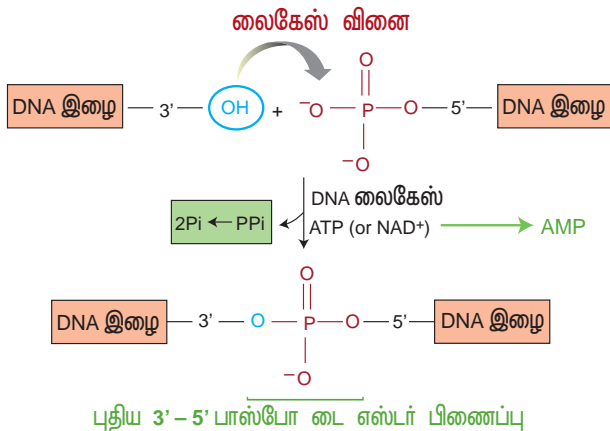 லைகேஸ் வினை
DNA இழை 3’ OH + ⁻O P O O ⁻O 5’ DNA இழை
DNA லைகேஸ்
2Pi ← PPi ATP (or NAD⁺) → AMP
DNA இழை 3’ O P O O ⁻O 5’ DNA இழை
புதிய 3’ – 5’ பாஸ்போ டை எஸ்டர் பிணைப்பு